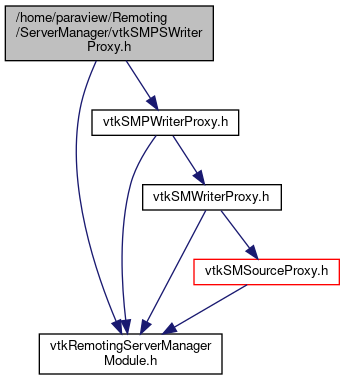 /home/paraview/Remoting
/ServerManager/vtkSMPSWriter
Proxy.h
vtkSMPWriterProxy.h
vtkSMWriterProxy.h
vtkSMSourceProxy.h
vtkRemotingServerManager
Module.h